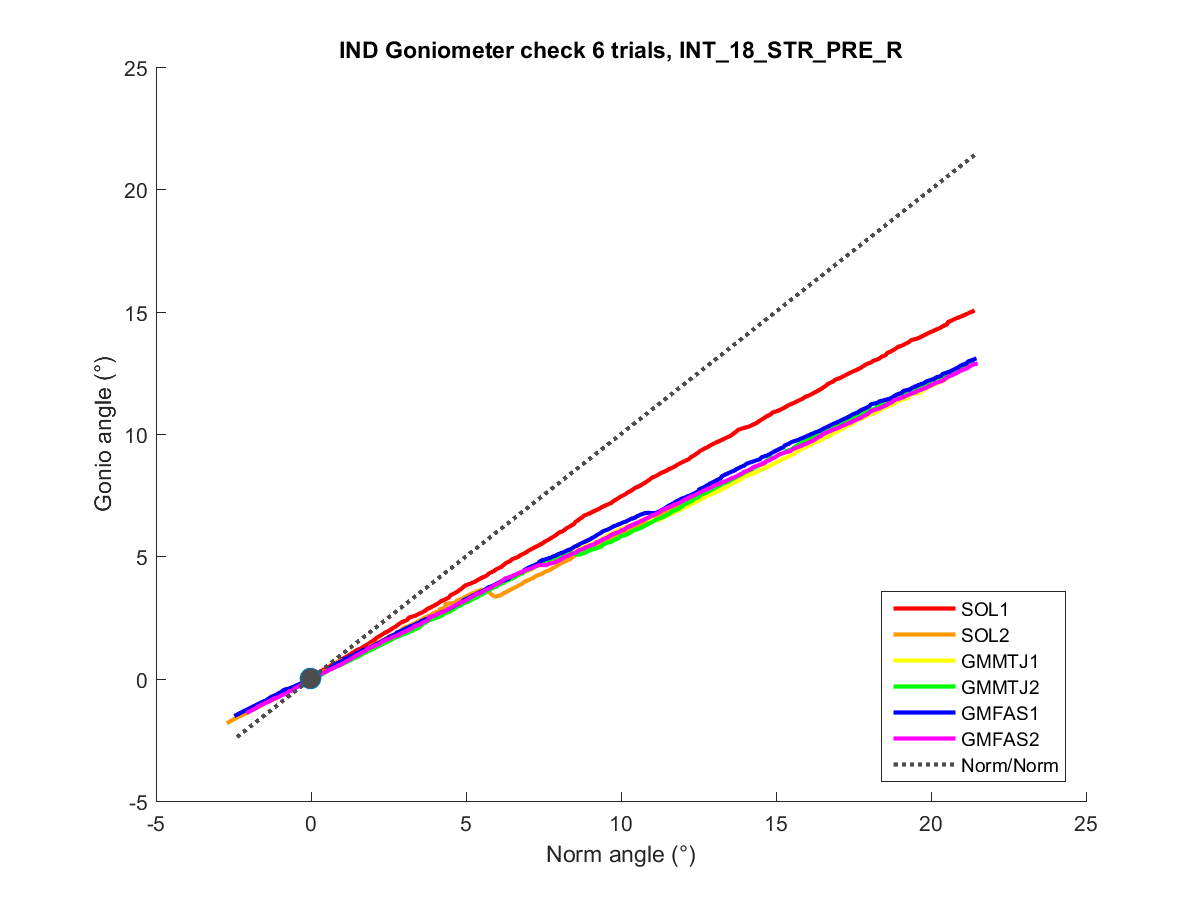 IND Goniometer check 6 trials, INT_18_STR_PRE_R
25
20
15
10
5
0
-5
Gonio angle (°)
-5 0 5 10 15 20 25
Norm angle (°)
SOL1
SOL2
GMMTJ1
GMMTJ2
GMFAS1
GMFAS2
Norm/Norm